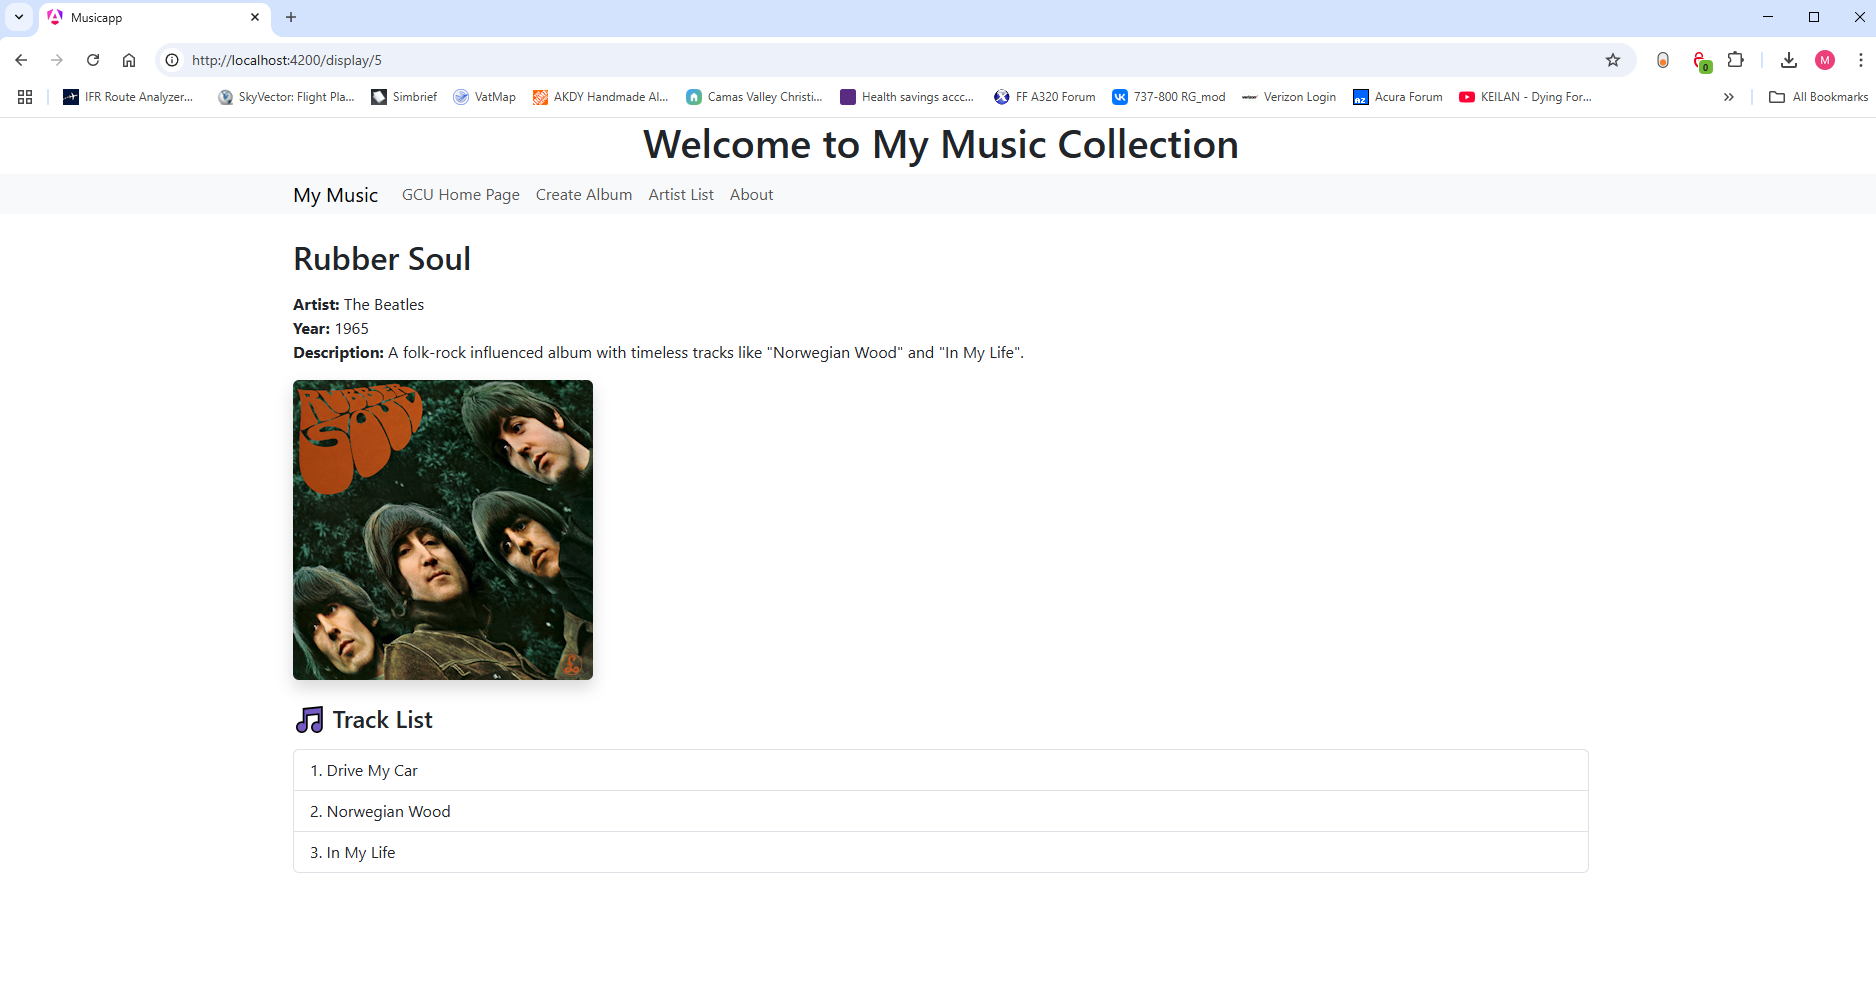 Musicapp
http://localhost:4200/display/5
M
0
IFR Route Analyzer...
SkyVector: Flight Pla...
Simbrief
VatMap
AKDY Handmade Al...
Camas Valley Christi...
Health savings accc...
FF A320 Forum
737-800 RG_mod
Verizon Login
Acura Forum
KEILAN - Dying For...
All Bookmarks
Welcome to My Music Collection
My Music
GCU Home Page
Create Album
Artist List
About
Rubber Soul
Artist: The Beatles
Year: 1965
Description: A folk-rock influenced album with timeless tracks like "Norwegian Wood" and "In My Life".
RUBBER
SOUL
Track List
1. Drive My Car
2. Norwegian Wood
3. In My Life